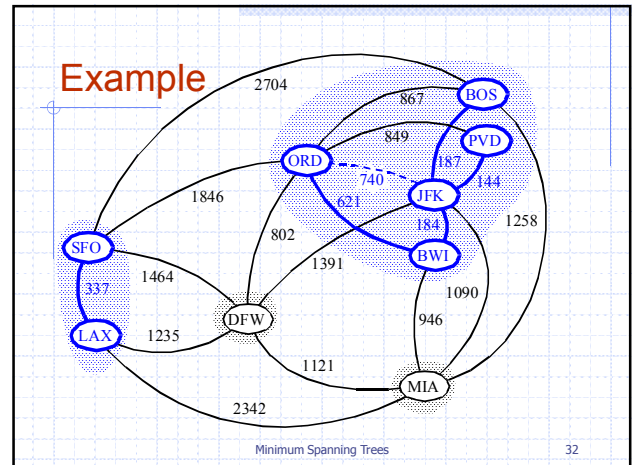 Example
2704
BOS
867
PVD
849
ORD
187
740
144
JFK
1846
621
184
1258
802
SFO
BWI
1391
1464
337
1090
946
DFW
LAX
1235
1121
MIA
2342
Minimum Spanning Trees
32